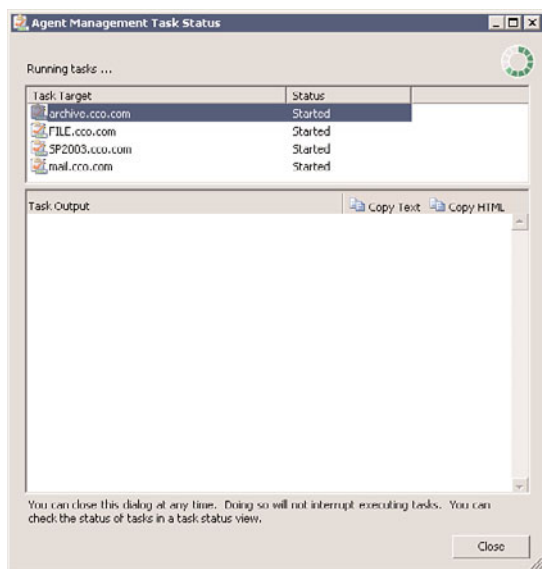 Agent Management Task Status
Running tasks ...
Task Target Status
archive.cco.com Started
FILE.cco.com Started
SP2003.cco.com Started
mail.cco.com Started
Task Output Copy Text Copy HTML
You can close this dialog at any time. Doing so will not interrupt executing tasks. You can
check the status of tasks in a task status view.
Close